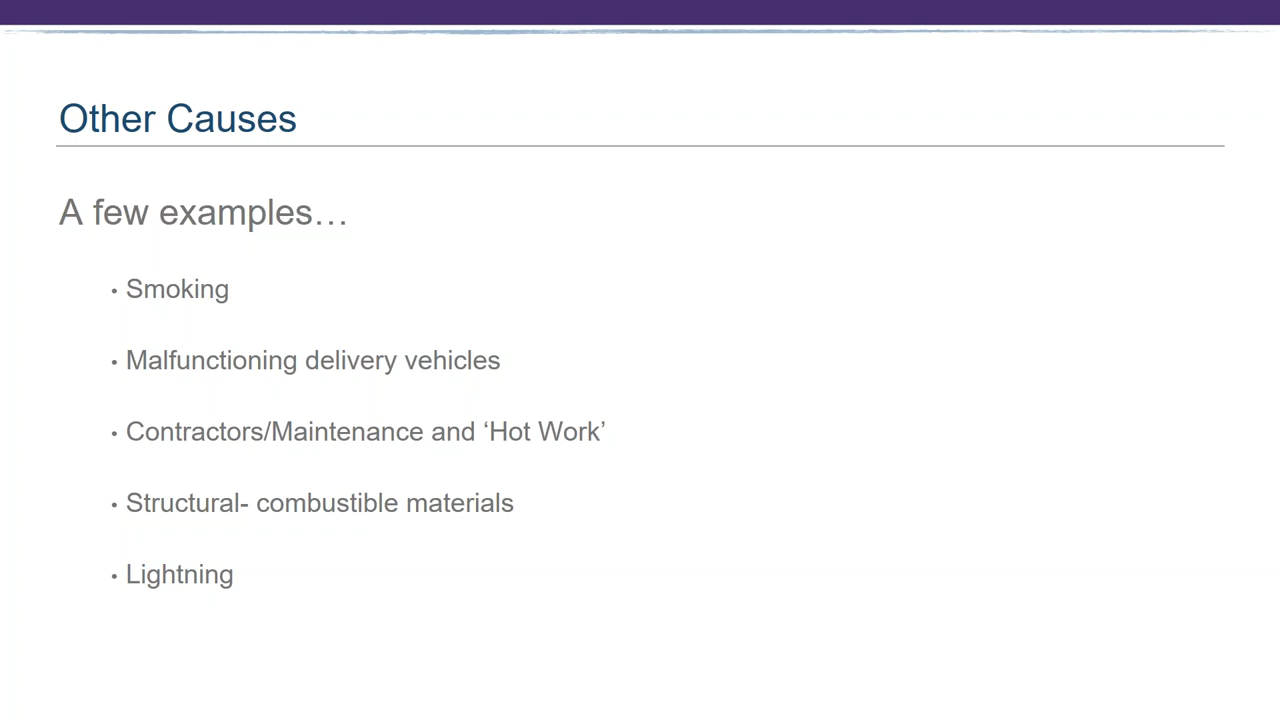 Other Causes
A few examples…
• Smoking
• Malfunctioning delivery vehicles
• Contractors/Maintenance and ‘Hot Work’
• Structural- combustible materials
• Lightning